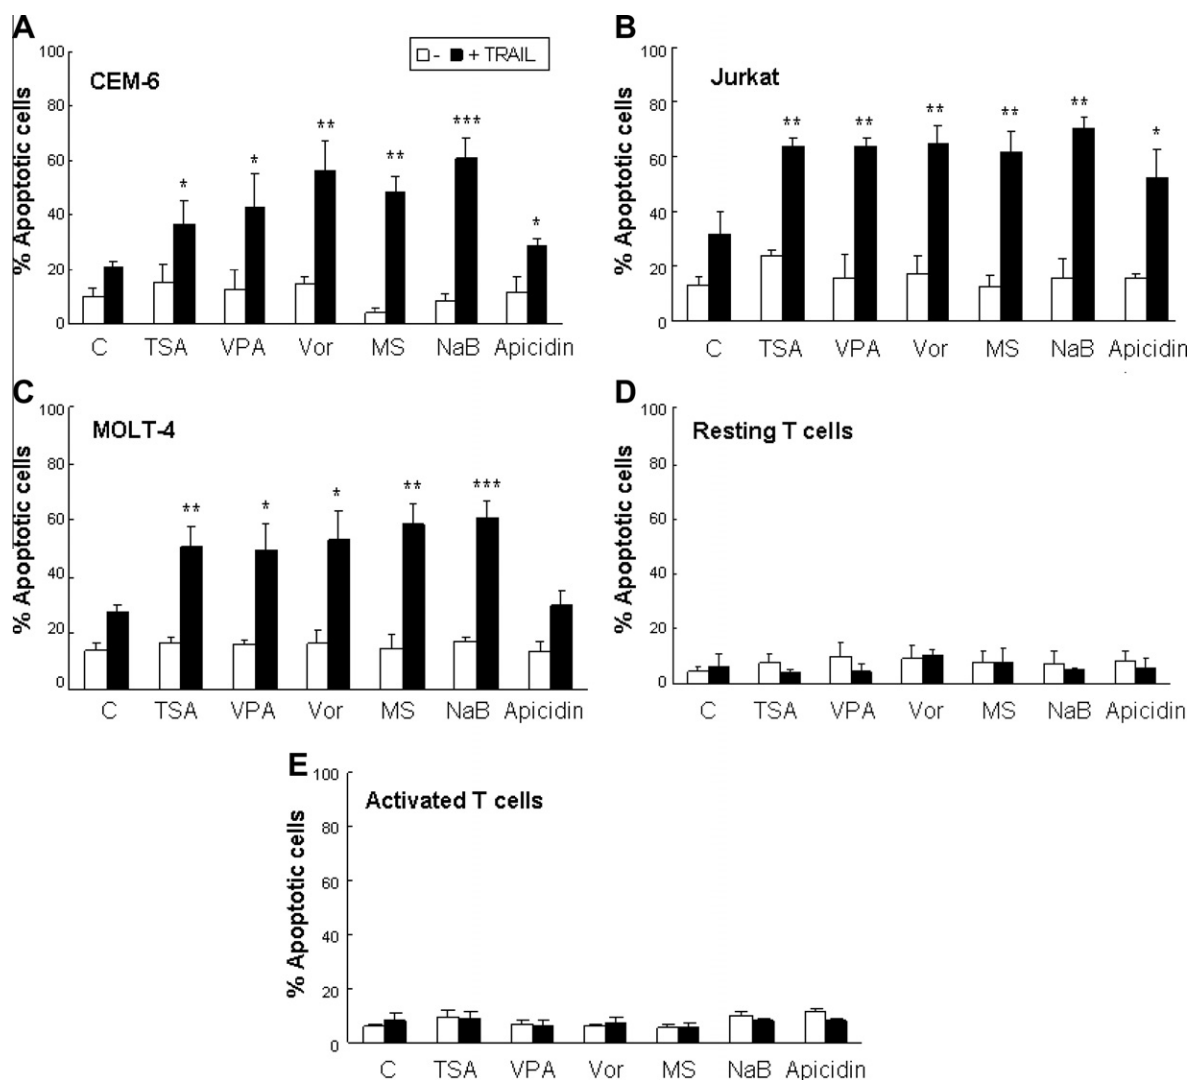 A
100
80
60
40
20
0
% Apoptotic cells
CEM-6
- + TRAIL
* * ** ** *** *
C TSA VPA Vor MS NaB Apicidin
B
100
80
60
40
20
0
% Apoptotic cells
Jurkat
** ** ** ** ** *
C TSA VPA Vor MS NaB Apicidin
C
100
80
60
40
20
0
% Apoptotic cells
MOLT-4
** * * ** ***
C TSA VPA Vor MS NaB Apicidin
D
100
80
60
40
20
0
% Apoptotic cells
Resting T cells
C TSA VPA Vor MS NaB Apicidin
E
100
80
60
40
20
0
% Apoptotic cells
Activated T cells
C TSA VPA Vor MS NaB Apicidin